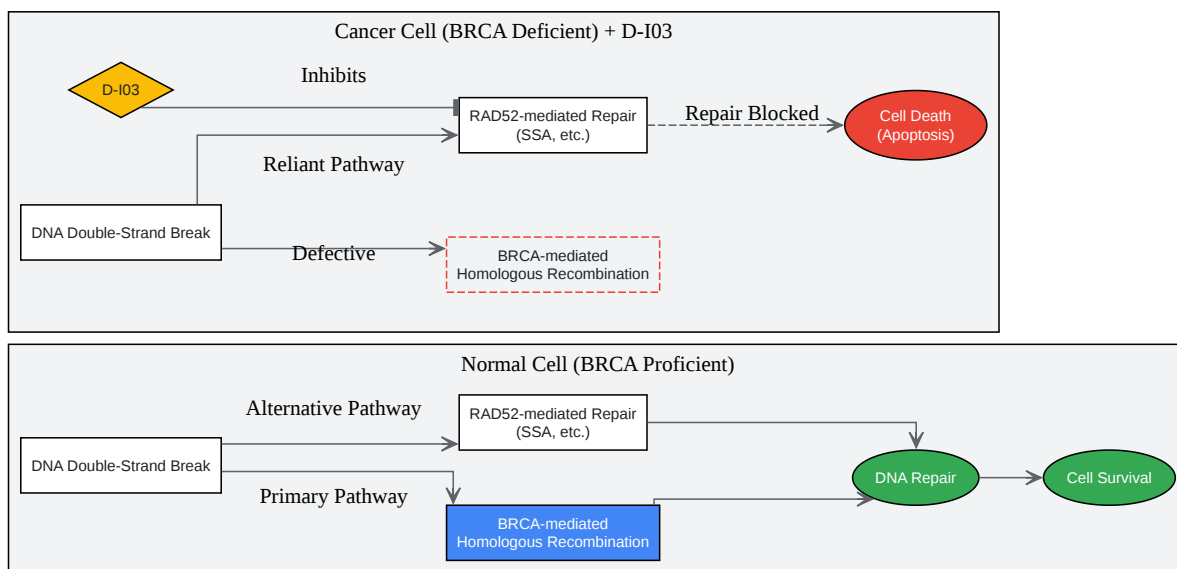 Cancer Cell (BRCA Deficient) + D-I03
Inhibits
D-I03
RAD52-mediated Repair
(SSA, etc.)
Repair Blocked
Cell Death
(Apoptosis)
Reliant Pathway
DNA Double-Strand Break
Defective
BRCA-mediated
Homologous Recombination
Normal Cell (BRCA Proficient)
Alternative Pathway
RAD52-mediated Repair
(SSA, etc.)
DNA Double-Strand Break
Primary Pathway
BRCA-mediated
Homologous Recombination
DNA Repair
Cell Survival